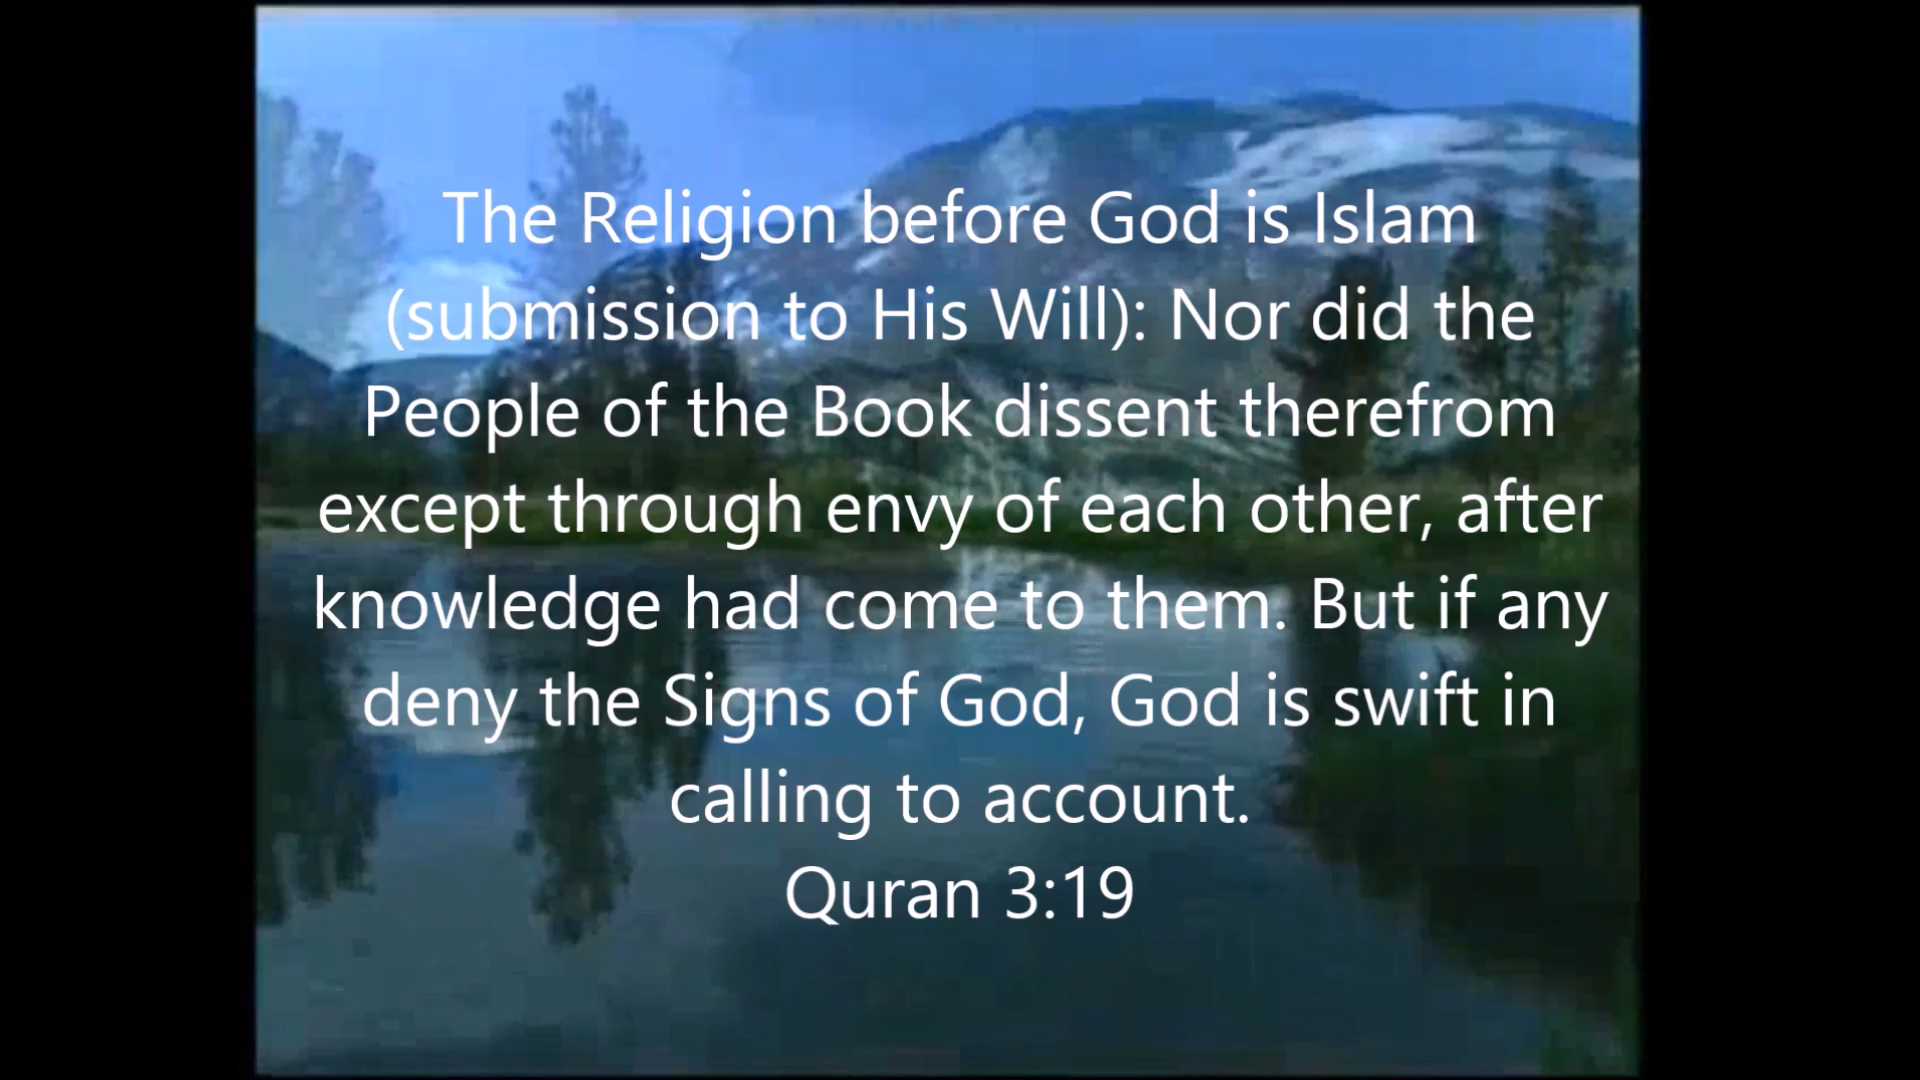 The Religion before God is Islam
(submission to His Will): Nor did the
People of the Book dissent therefrom
except through envy of each other, after
knowledge had come to them. But if any
deny the Signs of God, God is swift in
calling to account.
Quran 3:19